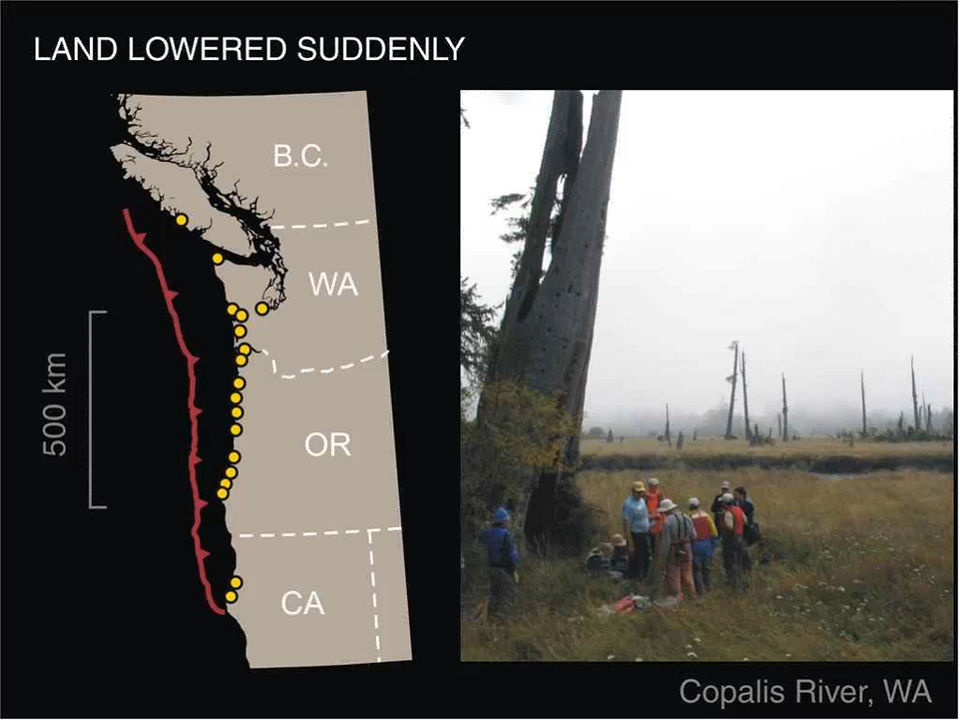 LAND LOWERED SUDDENLY
B.C.
WA
500 km
OR
CA
Copalis River, WA